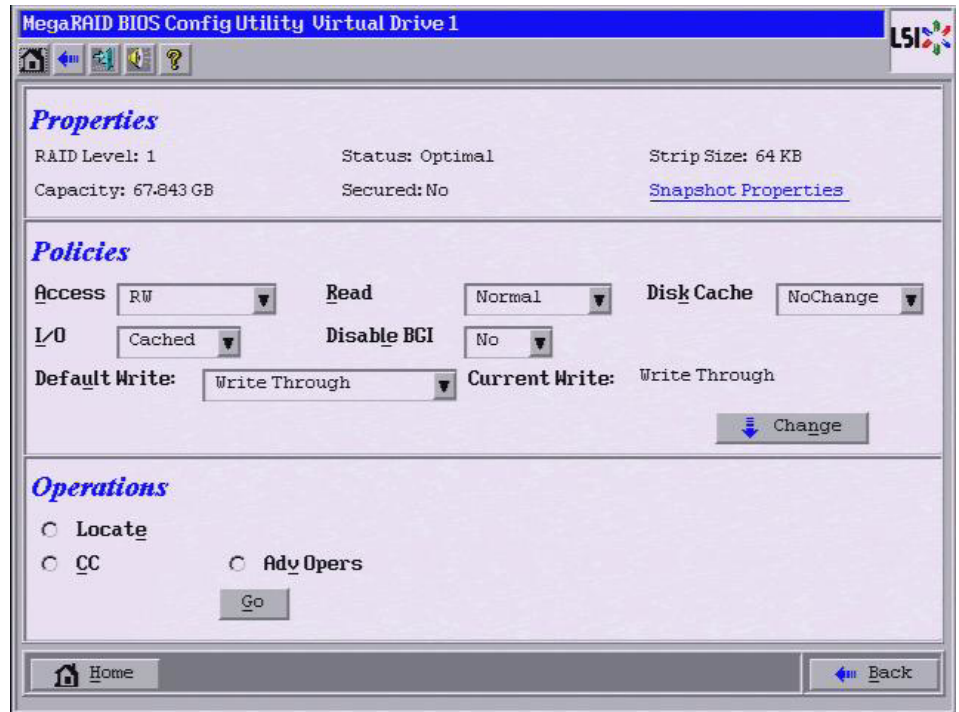 MegaRAID BIOS Config Utility Virtual Drive 1
LSI
Properties
RAID Level: 1 Status: Optimal Strip Size: 64 KB
Capacity: 67.843 GB Secured: No Snapshot Properties
Policies
Access RW Read Normal Disk Cache NoChange
I/O Cached Disable BGI No
Default Write: Write Through Current Write: Write Through
Change
Operations
Locate
CC Adv Opers
Go
Home Back